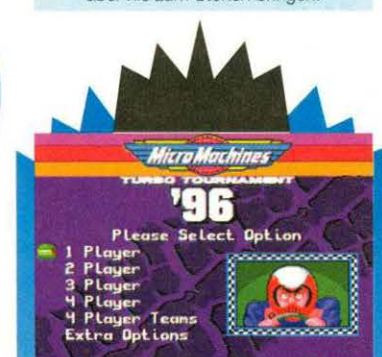 Micro Machines
TURBO TOURNAMENT
'96
Please Select Option
1 Player
2 Player
3 Player
4 Player
4 Player Teams
Extra Options